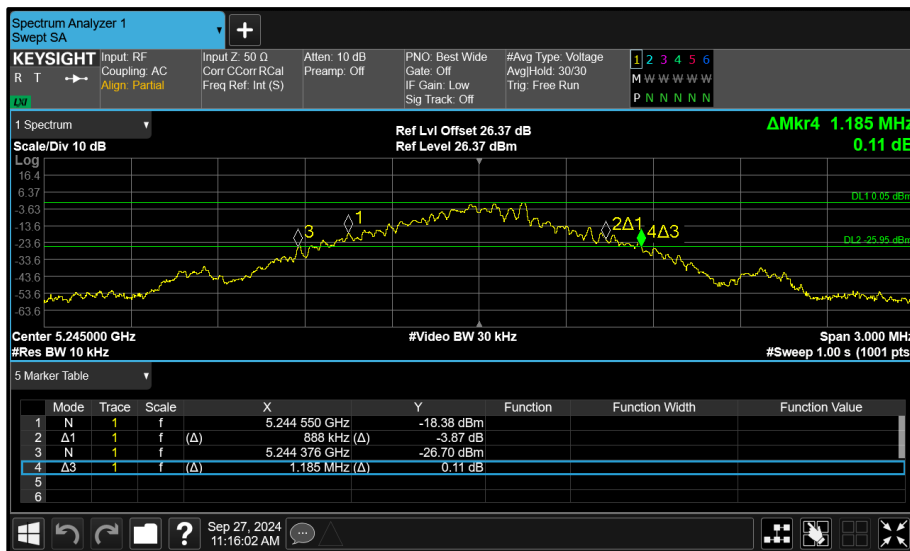 Spectrum Analyzer 1
Swept SA
+
KEYSIGHT
R T
LXI
Input: RF
Coupling: AC
Align: Partial
Input Z: 50 Ω
Corr CCorr RCal
Freq Ref: Int (S)
Atten: 10 dB
Preamp: Off
PNO: Best Wide
Gate: Off
IF Gain: Low
Sig Track: Off
#Avg Type: Voltage
Avg|Hold: 30/30
Trig: Free Run
1 2 3 4 5 6
M W W W W W
P N N N N N
1 Spectrum
Scale/Div 10 dB
Ref Lvl Offset 26.37 dB
Ref Level 26.37 dBm
ΔMkr4 1.185 MHz
0.11 dB
Log
16.4
6.37
-3.63
-13.6
-23.6
-33.6
-43.6
-53.6
-63.6
DL1 0.05 dBm
DL2 -25.95 dBm
3
1
2Δ1
4Δ3
Center 5.245000 GHz
#Video BW 30 kHz
Span 3.000 MHz
#Res BW 10 kHz
#Sweep 1.00 s (1001 pts
5 Marker Table
Mode Trace Scale X Y Function Function Width Function Value
1 N 1 f 5.244 550 GHz -18.38 dBm
2 Δ1 1 f (Δ) 888 kHz (Δ) -3.87 dB
3 N 1 f 5.244 376 GHz -26.70 dBm
4 Δ3 1 f (Δ) 1.185 MHz (Δ) 0.11 dB
5
6
?
Sep 27, 2024
11:16:02 AM